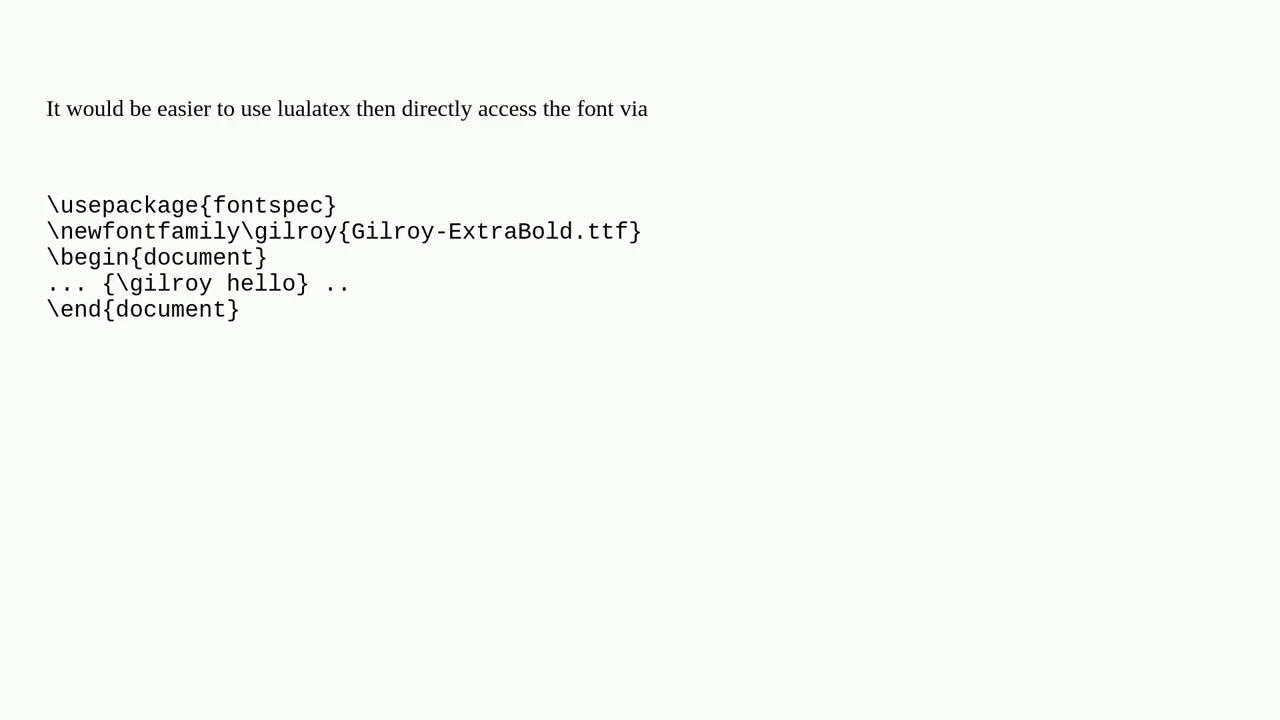 It would be easier to use lualatex then directly access the font via
\usepackage{fontspec}
\newfontfamily\gilroy{Gilroy-ExtraBold.ttf}
\begin{document}
... {\gilroy hello} ..
\end{document}